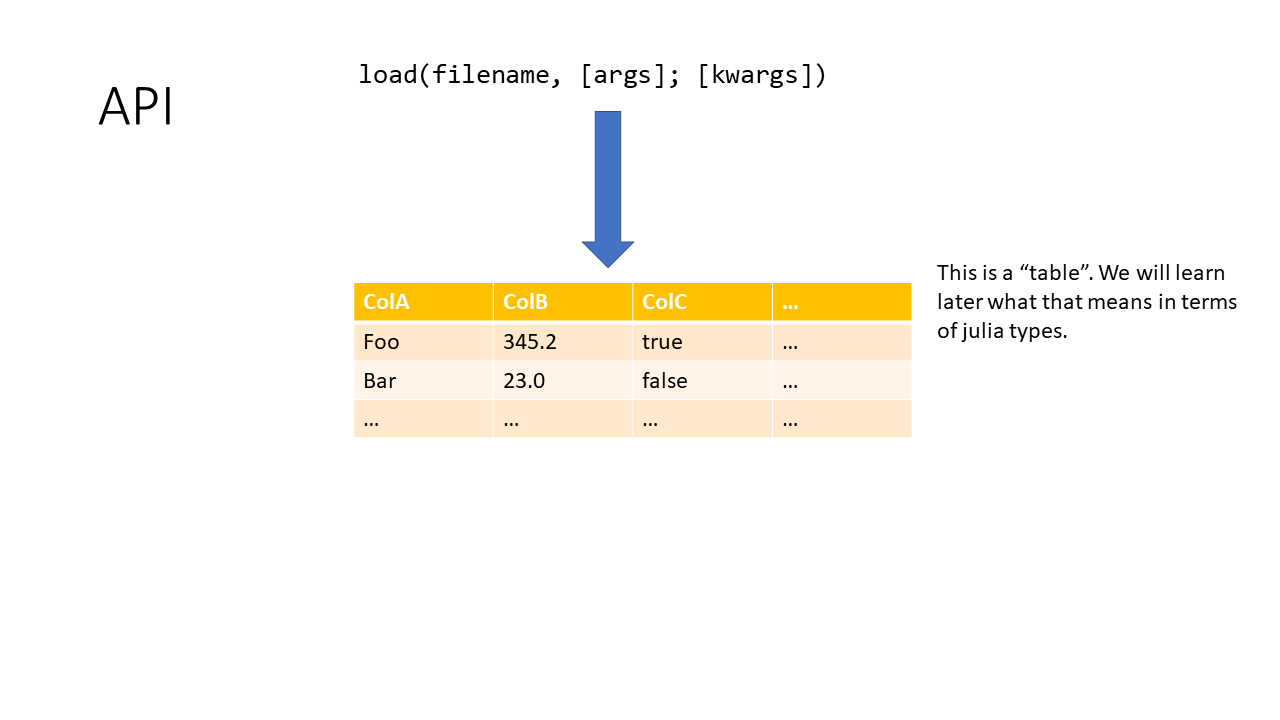 API
load(filename, [args]; [kwargs])
ColA ColB ColC …
Foo 345.2 true …
Bar 23.0 false …
… … … …
This is a “table”. We will learn
later what that means in terms
of julia types.